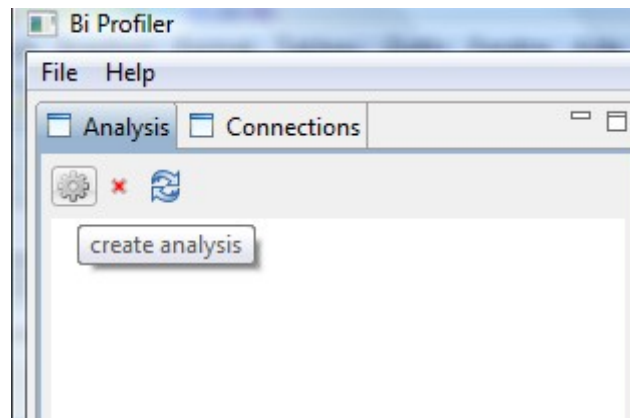 Bi Profiler
File Help
Analysis Connections
create analysis